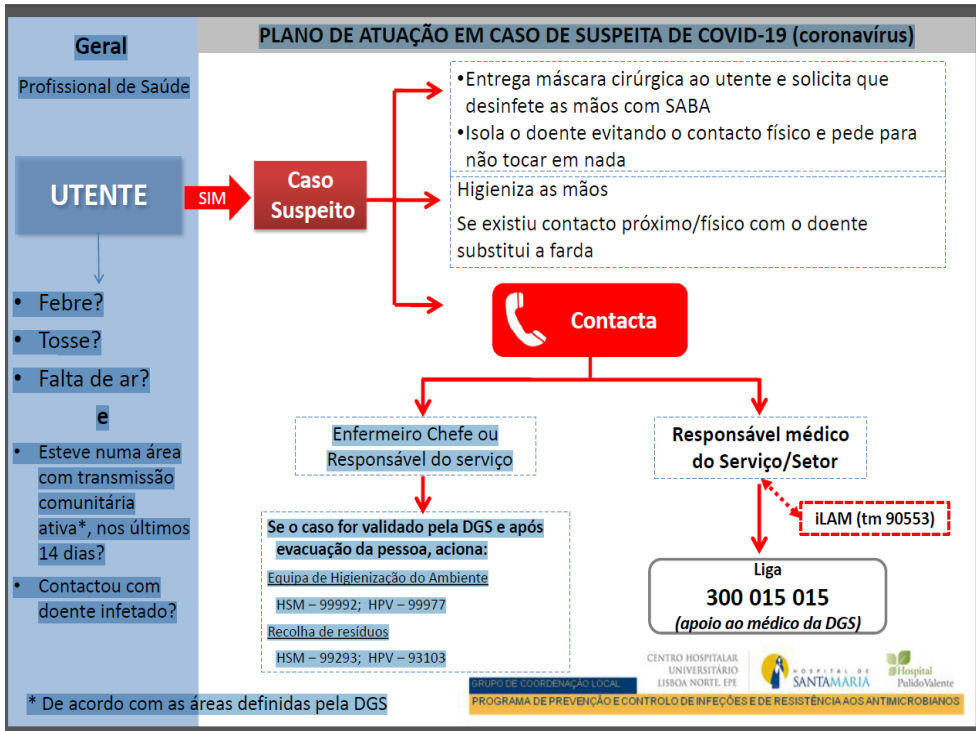 Geral
Profissional de Saúde
UTENTE
• Febre?
• Tosse?
• Falta de ar?
e
• Esteve numa área
com transmissão
comunitária
ativa*, nos últimos
14 dias?
• Contactou com
doente infetado?
* De acordo com as áreas definidas pela DGS
PLANO DE ATUAÇÃO EM CASO DE SUSPEITA DE COVID-19 (coronavírus)
SIM
Caso
Suspeito
•Entrega máscara cirúrgica ao utente e solicita que
desinfete as mãos com SABA
•Isola o doente evitando o contacto físico e pede para
não tocar em nada
Higieniza as mãos
Se existiu contacto próximo/físico com o doente
substitui a farda
Contacta
Enfermeiro Chefe ou
Responsável do serviço
Se o caso for validado pela DGS e após
evacuação da pessoa, aciona:
Equipa de Higienização do Ambiente
HSM – 99992; HPV – 99977
Recolha de resíduos
HSM – 99293; HPV – 93103
Responsável médico
do Serviço/Setor
iLAM (tm 90553)
Liga
300 015 015
(apoio ao médico da DGS)
CENTRO HOSPITALAR
UNIVERSITÁRIO
LISBOA NORTE, EPE
HOSPITAL DE
SANTAMARIA
Hospital
PulidoValente
GRUPO DE COORDENAÇÃO LOCAL
PROGRAMA DE PREVENÇÃO E CONTROLO DE INFEÇÕES E DE RESISTÊNCIA AOS ANTIMICROBIANOS